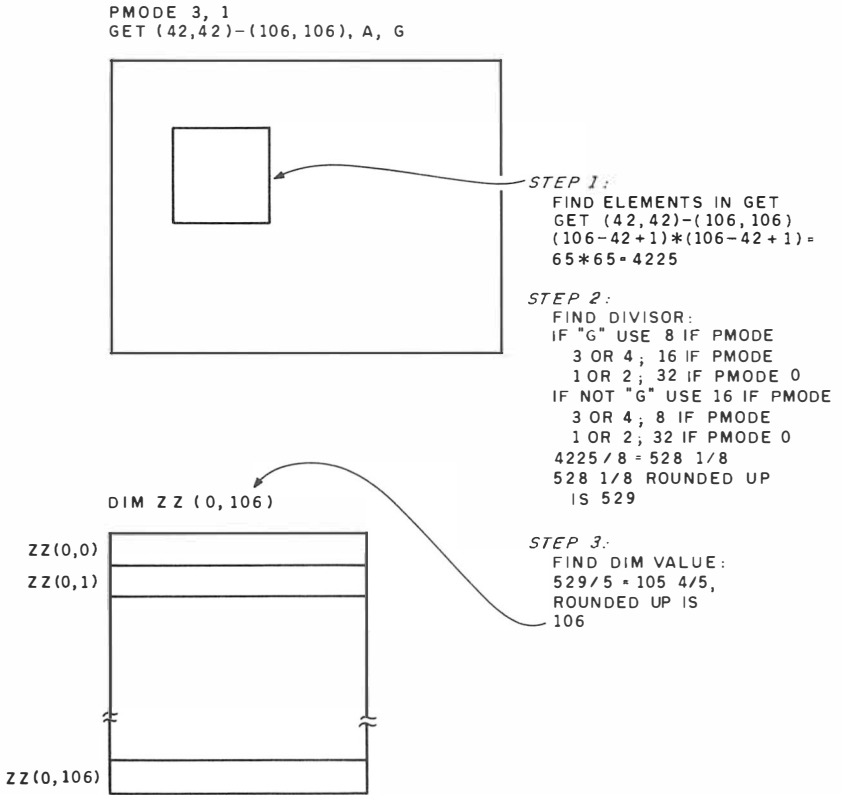 PMODE 3, 1
GET (42,42)-(106,106), A, G
STEP 1:
FIND ELEMENTS IN GET
GET (42,42)-(106,106)
(106-42+1)*(106-42+1)=
65*65=4225
STEP 2:
FIND DIVISOR:
IF "G" USE 8 IF PMODE
3 OR 4; 16 IF PMODE
1 OR 2; 32 IF PMODE 0
IF NOT "G" USE 16 IF PMODE
3 OR 4; 8 IF PMODE
1 OR 2; 32 IF PMODE 0
4225/8=528 1/8
528 1/8 ROUNDED UP
IS 529
STEP 3:
FIND DIM VALUE:
529/5=105 4/5,
ROUNDED UP IS
106
DIM ZZ (0,106)
ZZ(0,0)
ZZ(0,1)
ZZ(0,106)